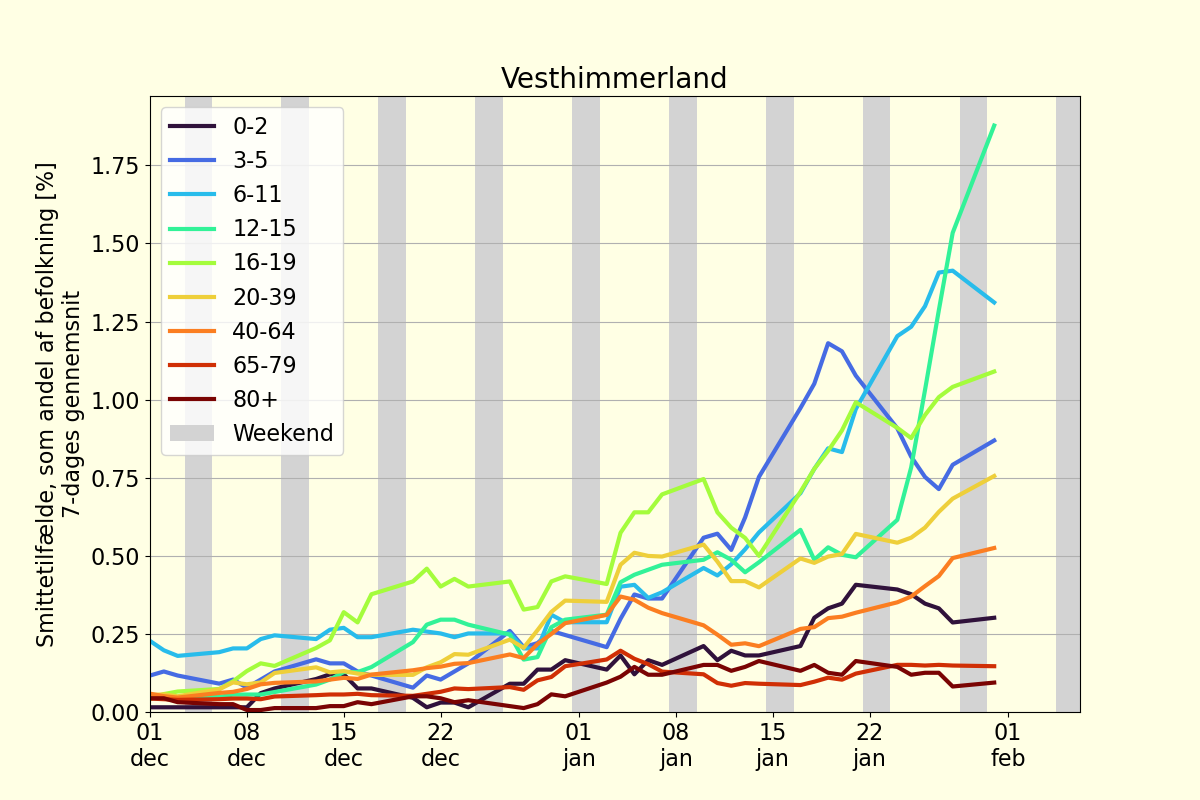 Vesthimmerland
Smittetilfælde, som andel af befolkning [%]
7-dages gennemsnit
1.75
1.50
1.25
1.00
0.75
0.50
0.25
0.00
0-2
3-5
6-11
12-15
16-19
20-39
40-64
65-79
80+
Weekend
01 08 15 22 01 08 15 22 01
dec dec dec dec jan jan jan jan feb